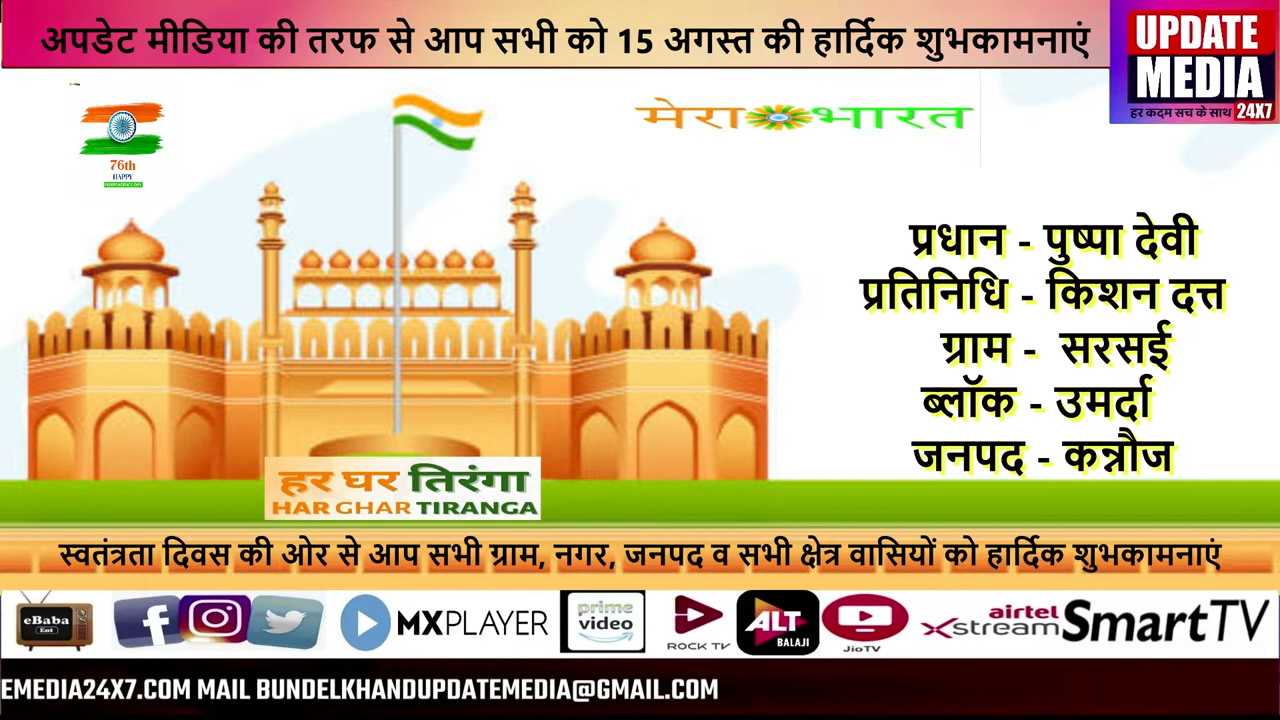 अपडेट मीडिया की तरफ से आप सभी को 15 अगस्त की हार्दिक शुभकामनाएं
UPDATE
MEDIA
हर कदम सच के साथ 24X7
76th
HAPPY
INDEPENDENCE DAY
मेरा भारत
प्रधान - पुष्पा देवी
प्रतिनिधि - किशन दत्त
ग्राम - सरसई
ब्लॉक - उमर्दा
जनपद - कन्नौज
हर घर तिरंगा
HAR GHAR TIRANGA
स्वतंत्रता दिवस की ओर से आप सभी ग्राम, नगर, जनपद व सभी क्षेत्र वासियों को हार्दिक शुभकामनाएं
eBaba
Ent
MXPLAYER
prime
video
ROCK TV
ALT
BALAJI
JioTV
airtel
xstream
SmartTV
EMEDIA24X7.COM MAIL BUNDELKHANDUPDATEMEDIA@GMAIL.COM